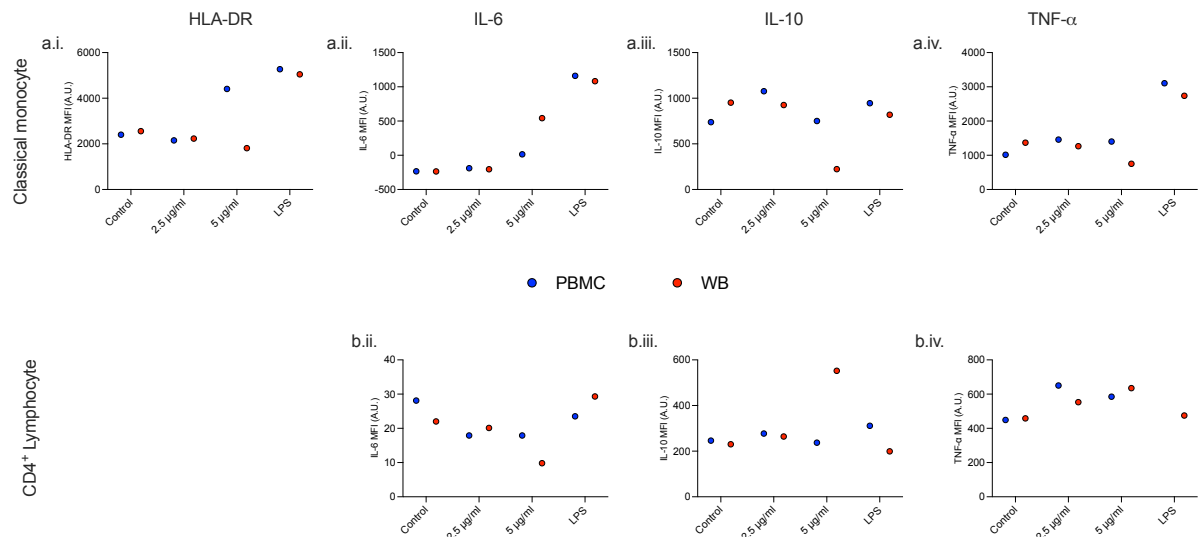 HLA-DR
IL-6
IL-10
TNF-α
Classical monocyte
a.i.
HLA-DR MFI (A.U.)
6000
4000
2000
0
Control
2.5 µg/ml
5 µg/ml
LPS
a.ii.
IL-6 MFI (A.U.)
1500
1000
500
0
-500
Control
2.5 µg/ml
5 µg/ml
LPS
a.iii.
IL-10 MFI (A.U.)
1500
1000
500
0
Control
2.5 µg/ml
5 µg/ml
LPS
a.iv.
TNF-α MFI (A.U.)
4000
3000
2000
1000
0
Control
2.5 µg/ml
5 µg/ml
LPS
PBMC
WB
CD4⁺ Lymphocyte
b.ii.
IL-6 MFI (A.U.)
40
30
20
10
0
Control
2.5 µg/ml
5 µg/ml
LPS
b.iii.
IL-10 MFI (A.U.)
600
400
200
0
Control
2.5 µg/ml
5 µg/ml
LPS
b.iv.
TNF-α MFI (A.U.)
800
600
400
200
0
Control
2.5 µg/ml
5 µg/ml
LPS